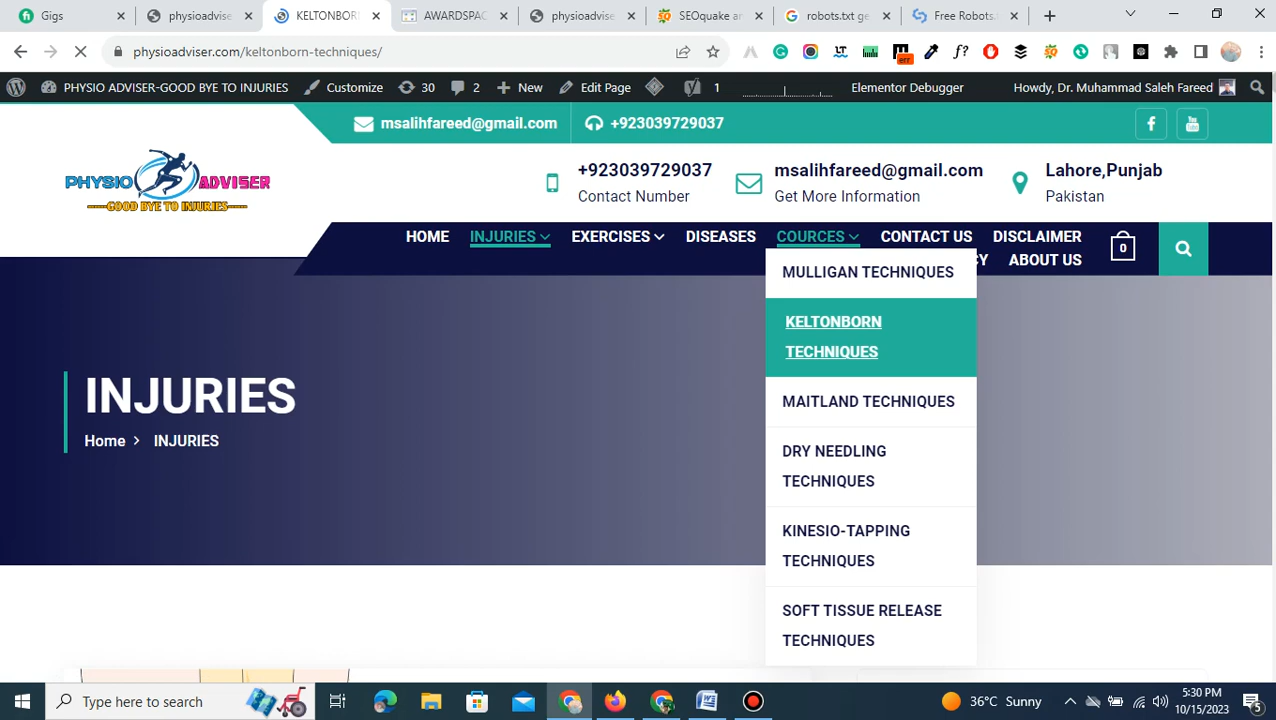 Gigs
physioadvise
KELTONBOR
AWARDSPAC
physioadvise
SEOquake an
robots.txt ge
Free Robots.t
physioadviser.com/keltonborn-techniques/
err
PHYSIO ADVISER-GOOD BYE TO INJURIES
Customize
30
2
New
Edit Page
1
Elementor Debugger
Howdy, Dr. Muhammad Saleh Fareed
msalihfareed@gmail.com
+923039729037
PHYSIO ADVISER
GOOD BYE TO INJURIES
+923039729037
Contact Number
msalihfareed@gmail.com
Get More Information
Lahore,Punjab
Pakistan
HOME
INJURIES
EXERCISES
DISEASES
COURCES
CONTACT US
DISCLAIMER
CY
ABOUT US
0
MULLIGAN TECHNIQUES
KELTONBORN
TECHNIQUES
MAITLAND TECHNIQUES
DRY NEEDLING
TECHNIQUES
KINESIO-TAPPING
TECHNIQUES
SOFT TISSUE RELEASE
TECHNIQUES
INJURIES
Home > INJURIES
Type here to search
36°C Sunny
5:30 PM
10/15/2023
5